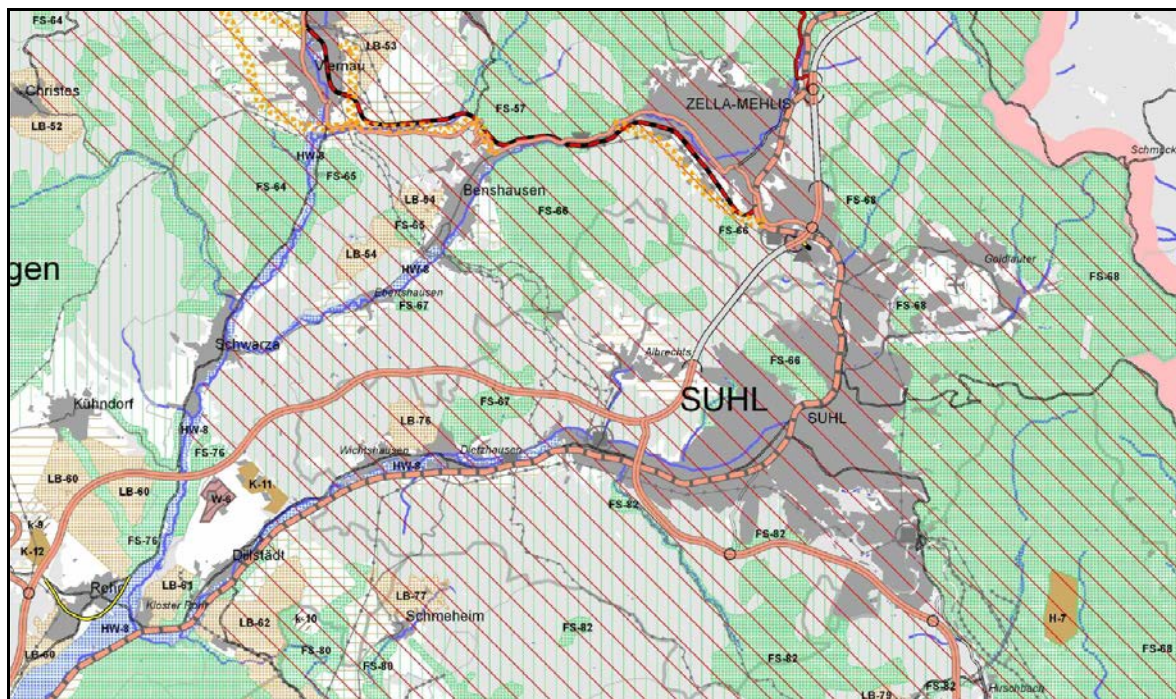 FS-64
LB-53
Viernau
Christes
ZELLA-MEHLIS
FS-57
LB-52
HW-8
Schmück
FS-64
FS-65
Benshausen
LB-64
FS-68
FS-65
FS-66
FS-66
LB-54
gen
HW-8
Goldlauter
FS-68
Ebertshausen
FS-67
FS-68
Schwarza
Albrechts
FS-66
SUHL
Kühndorf
FS-67
LB-76
SUHL
HW-8
Wichtshausen
Dietzhausen
FS-76
HW-8
LB-60
LB-60
K-11
W-6
FS-82
k-9
K-12
FS-76
FS-82
Dillstädt
Rohr
LB-61
Kloster Rohr
LB-77
H-7
k-10
Schmeheim
HW-8
LB-62
FS-82
FS-68
LB-60
FS-80
FS-80
FS-82
FS-82
Hirschbach
LB-79